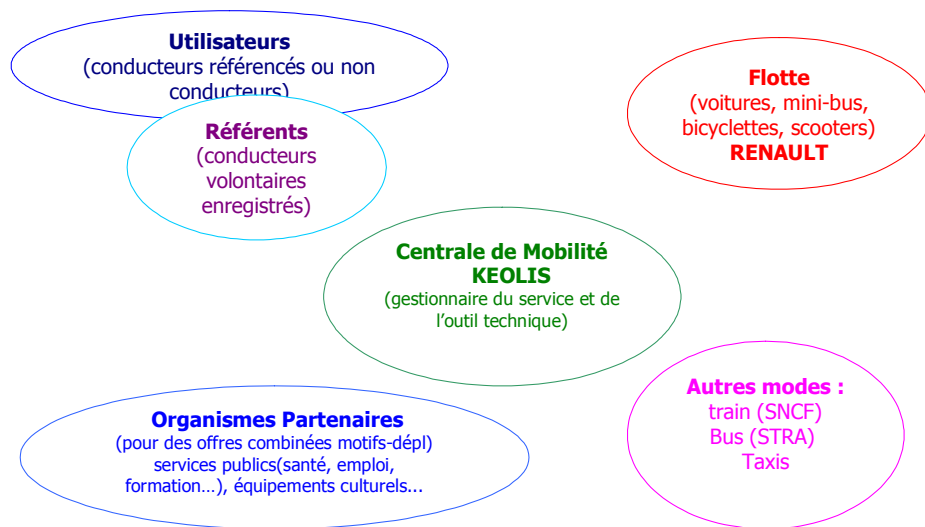 Utilisateurs
(conducteurs référencés ou non
conducteurs)
Référents
(conducteurs
volontaires
enregistrés)
Flotte
(voitures, mini-bus,
bicyclettes, scooters)
RENAULT
Centrale de Mobilité
KEOLIS
(gestionnaire du service et de
l’outil technique)
Organismes Partenaires
(pour des offres combinées motifs-dépl)
services publics(santé, emploi,
formation…), équipements culturels...
Autres modes :
train (SNCF)
Bus (STRA)
Taxis